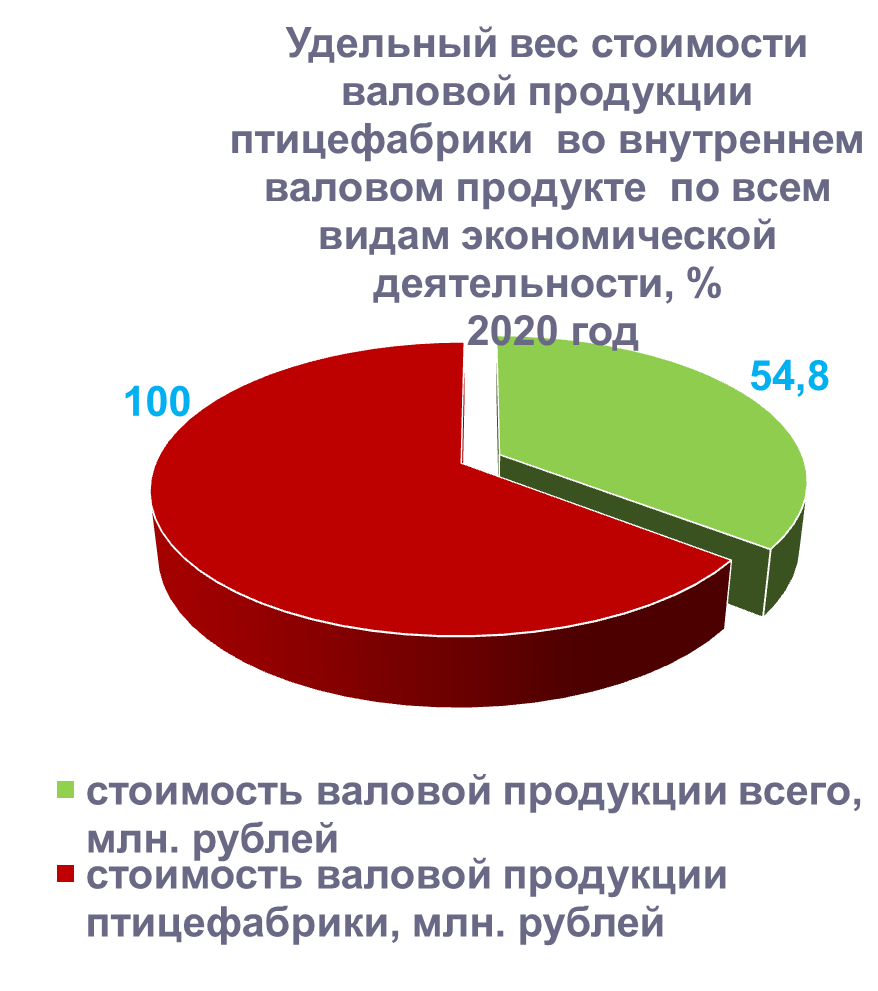 Удельный вес стоимости
валовой продукции
птицефабрики во внутреннем
валовом продукте по всем
видам экономической
деятельности, %
2020 год
54,8
100
стоимость валовой продукции всего,
млн. рублей
стоимость валовой продукции
птицефабрики, млн. рублей